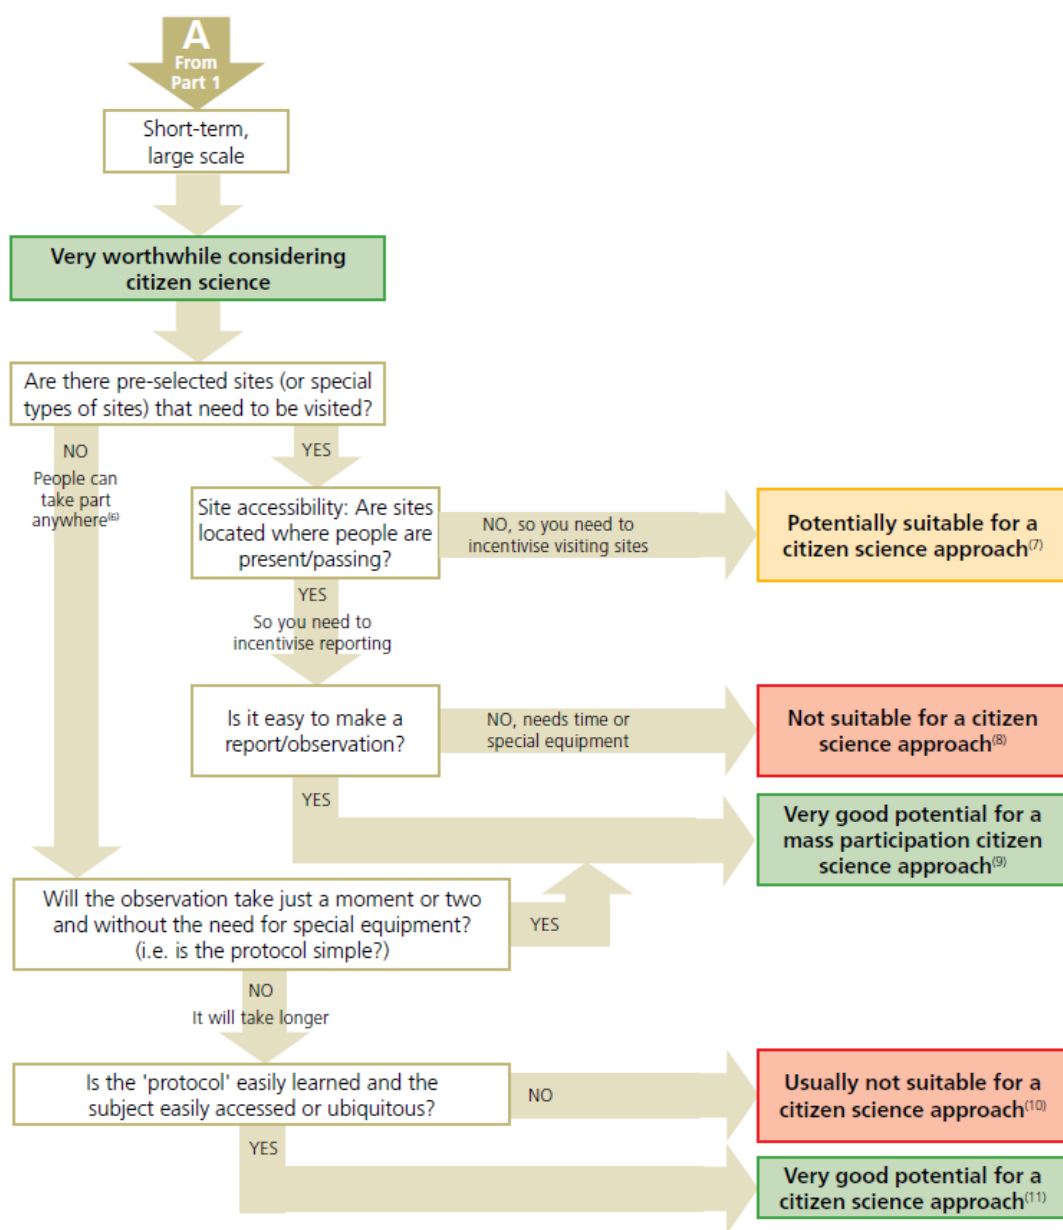 A
From
Part 1
Short-term,
large scale
Very worthwhile considering
citizen science
Are there pre-selected sites (or special
types of sites) that need to be visited?
NO
People can
take part
anywhere⁽⁶⁾
YES
Site accessibility: Are sites
located where people are
present/passing?
NO, so you need to
incentivise visiting sites
Potentially suitable for a
citizen science approach⁽⁷⁾
YES
So you need to
incentivise reporting
Is it easy to make a
report/observation?
NO, needs time or
special equipment
Not suitable for a citizen
science approach⁽⁸⁾
YES
Very good potential for a
mass participation citizen
science approach⁽⁹⁾
Will the observation take just a moment or two
and without the need for special equipment?
(i.e. is the protocol simple?)
YES
NO
It will take longer
Is the 'protocol' easily learned and the
subject easily accessed or ubiquitous?
NO
Usually not suitable for a
citizen science approach⁽¹⁰⁾
YES
Very good potential for a
citizen science approach⁽¹¹⁾